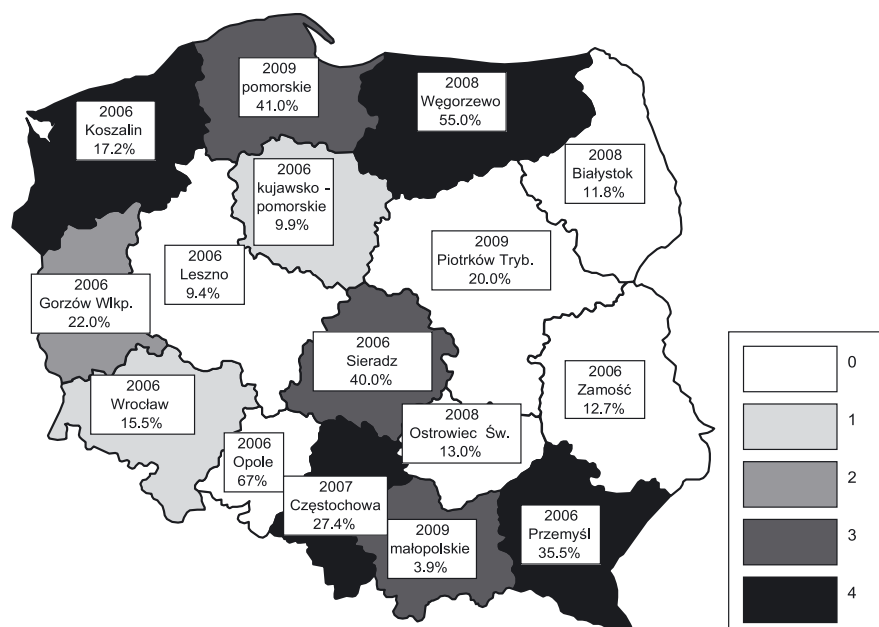 2009
pomorskie
41.0%
2008
Węgorzewo
55.0%
2006
Koszalin
17.2%
2008
Białystok
11.8%
2006
kujawsko -
pomorskie
9.9%
2009
Piotrków Tryb.
20.0%
2006
Leszno
9.4%
2006
Gorzów Wlkp.
22.0%
2006
Sieradz
40.0%
2006
Zamość
12.7%
2006
Wrocław
15.5%
2008
Ostrowiec Św.
13.0%
2006
Opole
67%
2007
Częstochowa
27.4%
2006
Przemyśl
35.5%
2009
małopolskie
3.9%
0
1
2
3
4